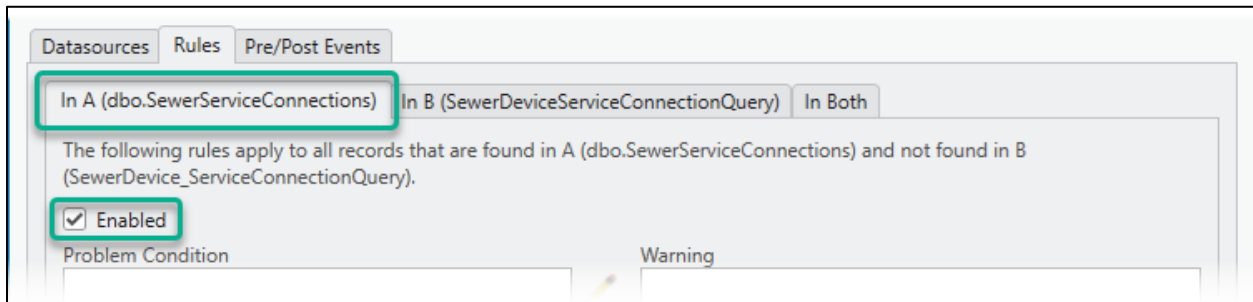 Datasources Rules Pre/Post Events
In A (dbo.SewerServiceConnections) In B (SewerDeviceServiceConnectionQuery) In Both
The following rules apply to all records that are found in A (dbo.SewerServiceConnections) and not found in B
(SewerDevice_ServiceConnectionQuery).
Enabled
Problem Condition Warning